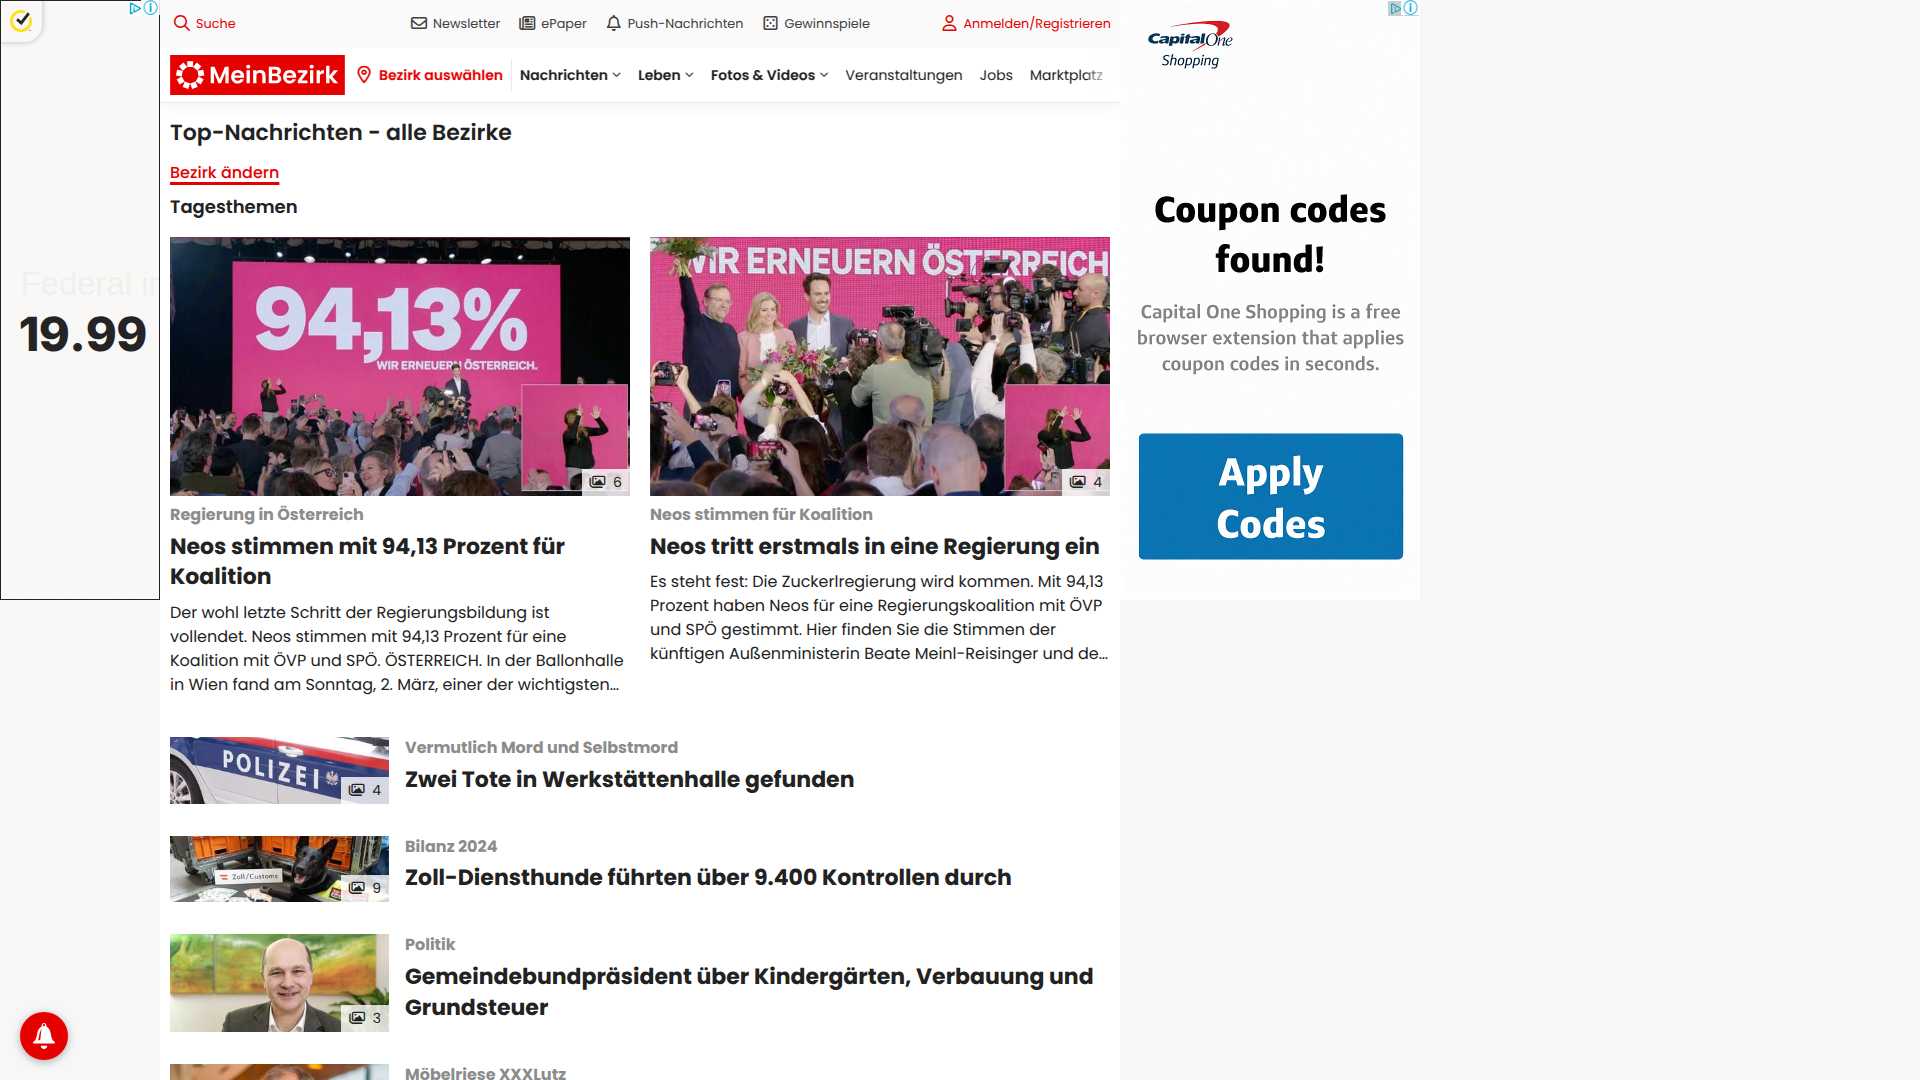 Suche
Newsletter
ePaper
Push-Nachrichten
Gewinnspiele
Anmelden/Registrieren
MeinBezirk
Bezirk auswählen
Nachrichten
Leben
Fotos & Videos
Veranstaltungen
Jobs
Marktplatz
Top-Nachrichten - alle Bezirke
Bezirk ändern
Tagesthemen
Federal in
19.99
94,13%
WIR ERNEUERN ÖSTERREICH.
6
Regierung in Österreich
Neos stimmen mit 94,13 Prozent für
Koalition
Der wohl letzte Schritt der Regierungsbildung ist
vollendet. Neos stimmen mit 94,13 Prozent für eine
Koalition mit ÖVP und SPÖ. ÖSTERREICH. In der Ballonhalle
in Wien fand am Sonntag, 2. März, einer der wichtigsten…
WIR ERNEUERN ÖSTERREICH
4
Neos stimmen für Koalition
Neos tritt erstmals in eine Regierung ein
Es steht fest: Die Zuckerlregierung wird kommen. Mit 94,13
Prozent haben Neos für eine Regierungskoalition mit ÖVP
und SPÖ gestimmt. Hier finden Sie die Stimmen der
künftigen Außenministerin Beate Meinl-Reisinger und de…
POLIZEI
4
Vermutlich Mord und Selbstmord
Zwei Tote in Werkstättenhalle gefunden
Zoll/Customs
9
Bilanz 2024
Zoll-Diensthunde führten über 9.400 Kontrollen durch
3
Politik
Gemeindebundpräsident über Kindergärten, Verbauung und
Grundsteuer
Möbelriese XXXLutz
Capital One
Shopping
Coupon codes
found!
Capital One Shopping is a free
browser extension that applies
coupon codes in seconds.
Apply
Codes